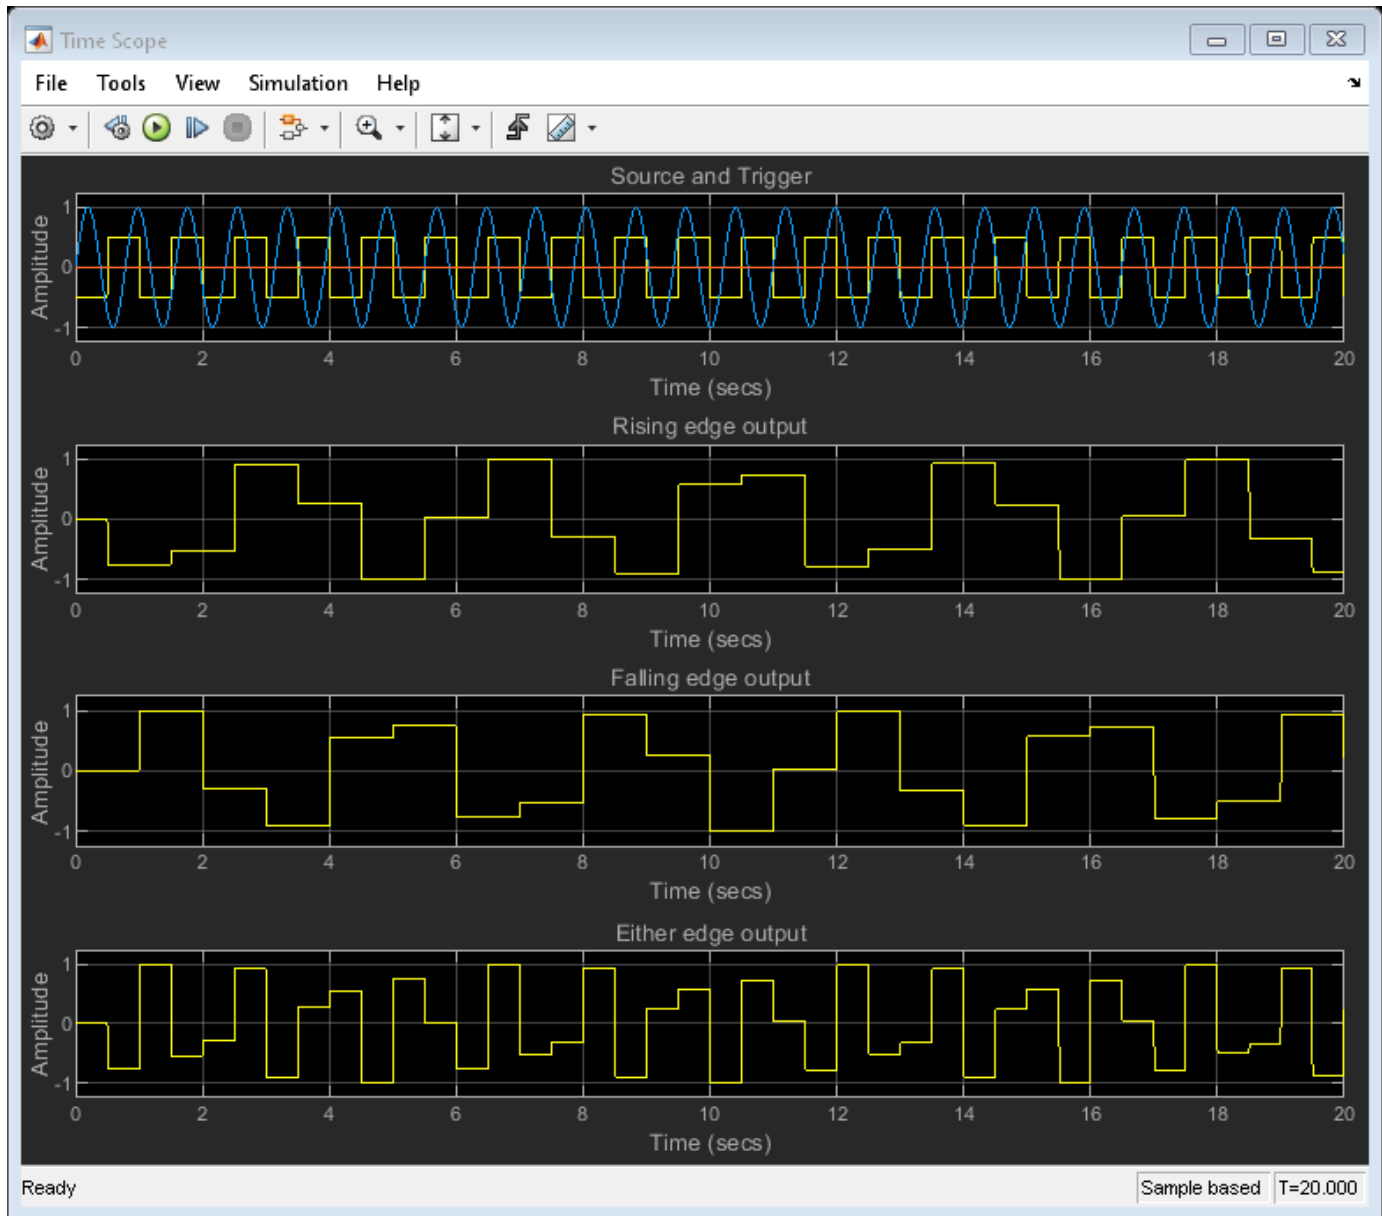 Time Scope
File Tools View Simulation Help
Source and Trigger
Amplitude
1
0
-1
0 2 4 6 8 10 12 14 16 18 20
Time (secs)
Rising edge output
Amplitude
1
0
-1
0 2 4 6 8 10 12 14 16 18 20
Time (secs)
Falling edge output
Amplitude
1
0
-1
0 2 4 6 8 10 12 14 16 18 20
Time (secs)
Either edge output
Amplitude
1
0
-1
0 2 4 6 8 10 12 14 16 18 20
Time (secs)
Ready Sample based T=20.000